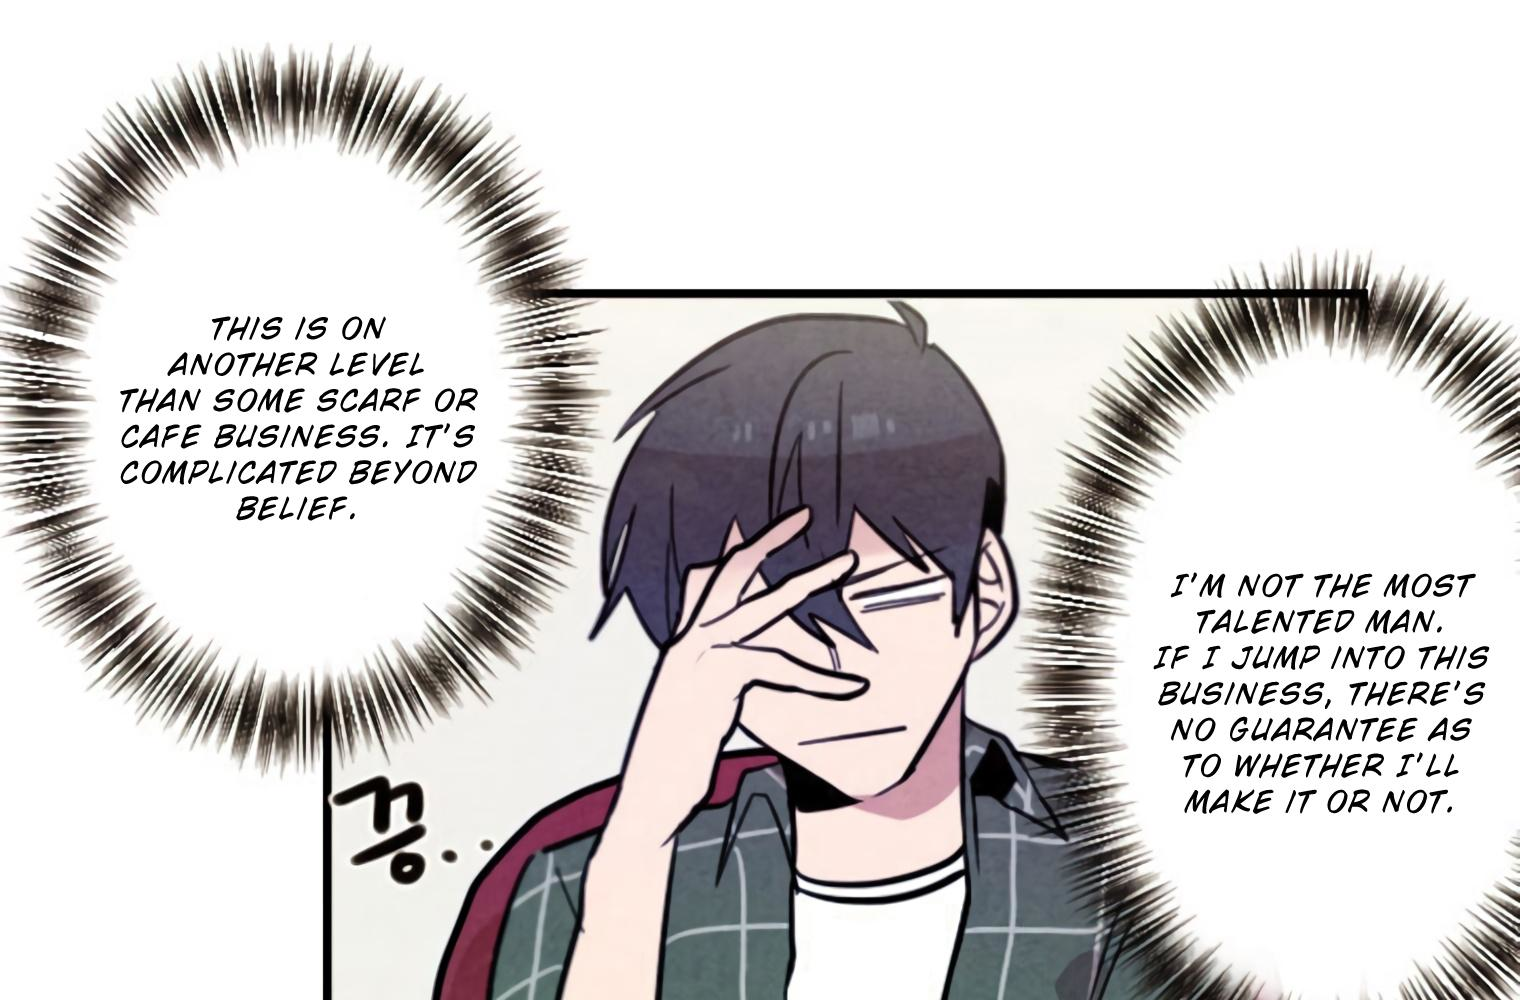 THIS IS ON
ANOTHER LEVEL
THAN SOME SCARF OR
CAFE BUSINESS. IT'S
COMPLICATED BEYOND
BELIEF.
I'M NOT THE MOST
TALENTED MAN.
IF I JUMP INTO THIS
BUSINESS, THERE'S
NO GUARANTEE AS
TO WHETHER I'LL
MAKE IT OR NOT.
끙..